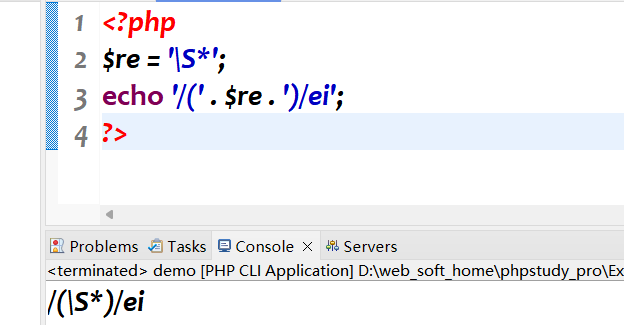 1 <?php
2 $re = '\S*';
3 echo '/(' . $re . ')/ei';
4 ?>
Problems Tasks Console Servers
<terminated> demo [PHP CLI Application] D:\web_soft_home\phpstudy_pro\Ex
/(\S*)/ei